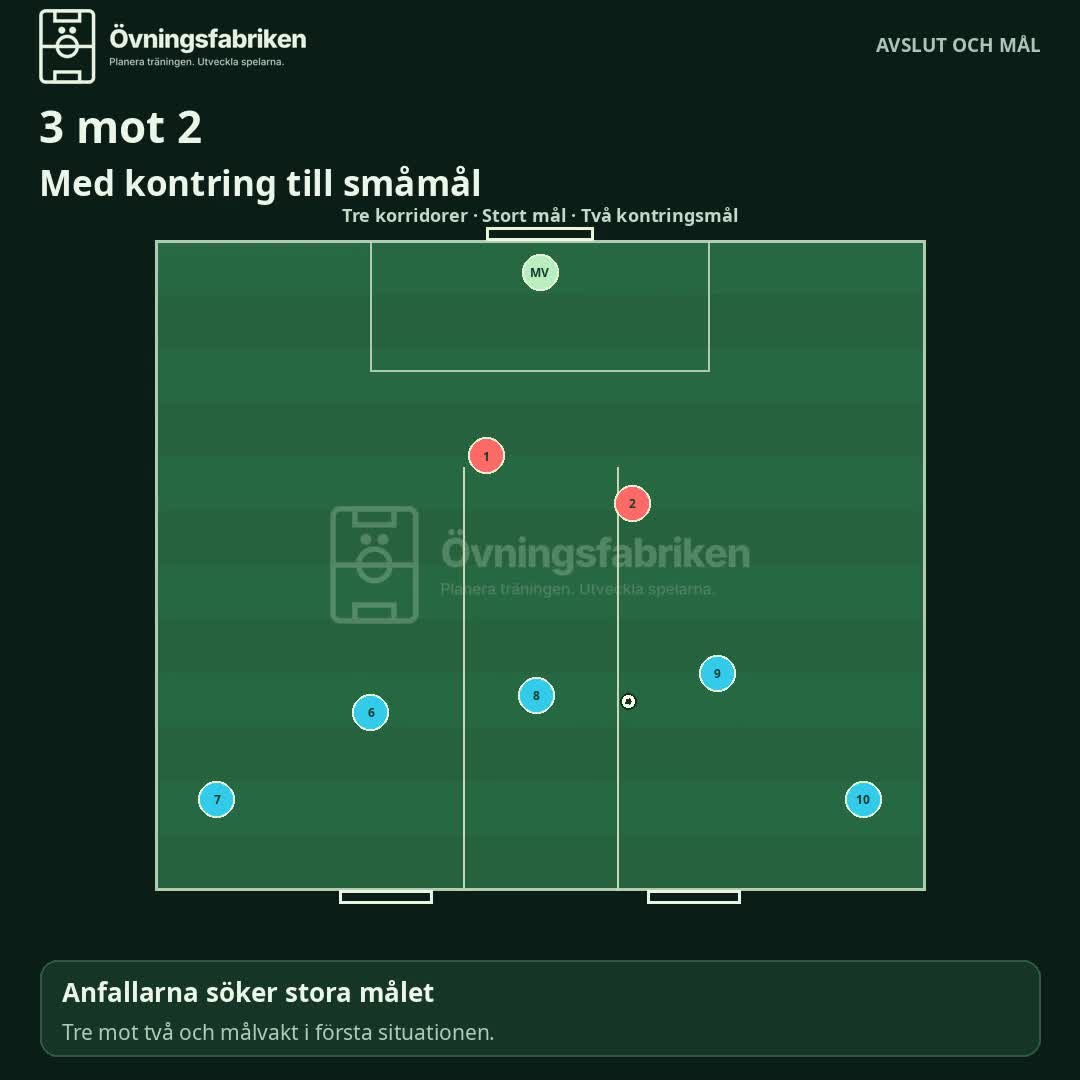 Övningsfabriken
Planera träningen. Utveckla spelarna.
AVSLUT OCH MÅL
3 mot 2
Med kontring till småmål
Tre korridorer · Stort mål · Två kontringsmål
MV
1
2
Övningsfabriken
Planera träningen. Utveckla spelarna.
9
8
6
7
10
Anfallarna söker stora målet
Tre mot två och målvakt i första situationen.